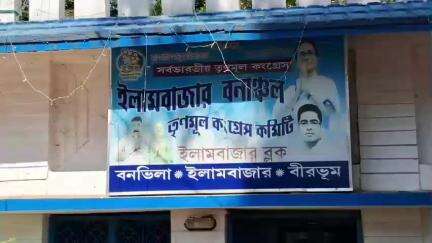 সর্বভারতীয় তৃণমূল কংগ্রেস
ইলামবাজার বনাঞ্চল
তৃণমূল কংগ্রেস কমিটি
ইলামবাজার ব্লক
বনভিলা * ইলামবাজার * বীরভূম